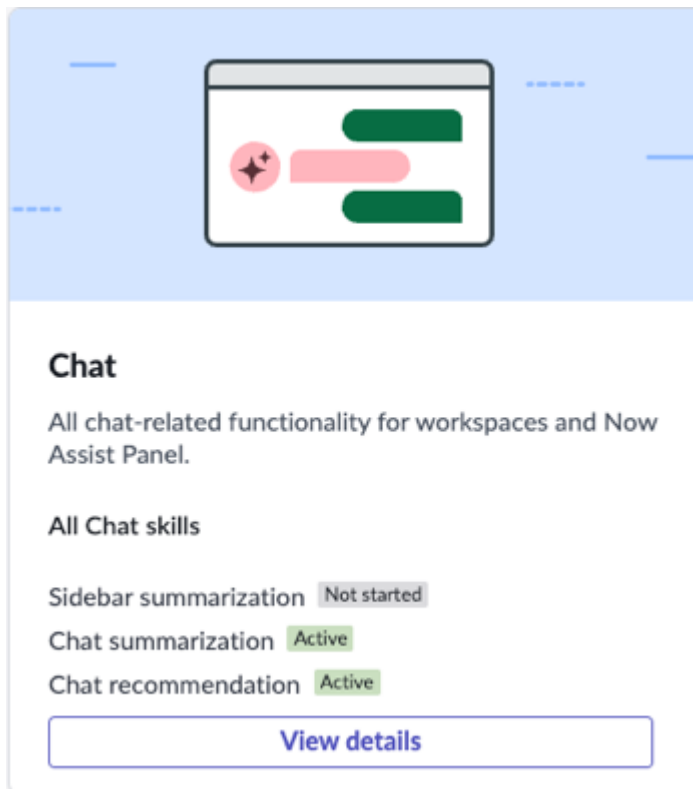 Chat
All chat-related functionality for workspaces and Now
Assist Panel.
All Chat skills
Sidebar summarization Not started
Chat summarization Active
Chat recommendation Active
View details